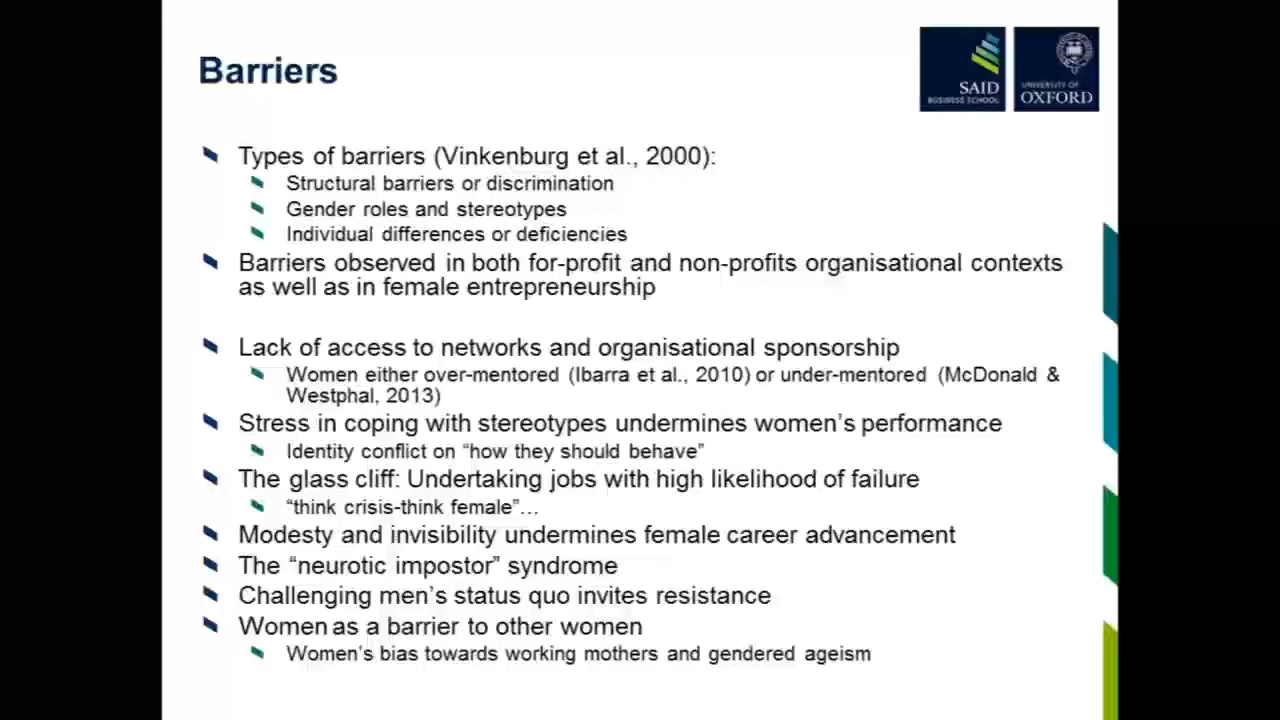 Barriers
SAID
BUSINESS SCHOOL
UNIVERSITY OF
OXFORD
Types of barriers (Vinkenburg et al., 2000):
Structural barriers or discrimination
Gender roles and stereotypes
Individual differences or deficiencies
Barriers observed in both for-profit and non-profits organisational contexts
as well as in female entrepreneurship
Lack of access to networks and organisational sponsorship
Women either over-mentored (Ibarra et al., 2010) or under-mentored (McDonald &
Westphal, 2013)
Stress in coping with stereotypes undermines women’s performance
Identity conflict on “how they should behave”
The glass cliff: Undertaking jobs with high likelihood of failure
“think crisis-think female”…
Modesty and invisibility undermines female career advancement
The “neurotic impostor” syndrome
Challenging men’s status quo invites resistance
Women as a barrier to other women
Women’s bias towards working mothers and gendered ageism